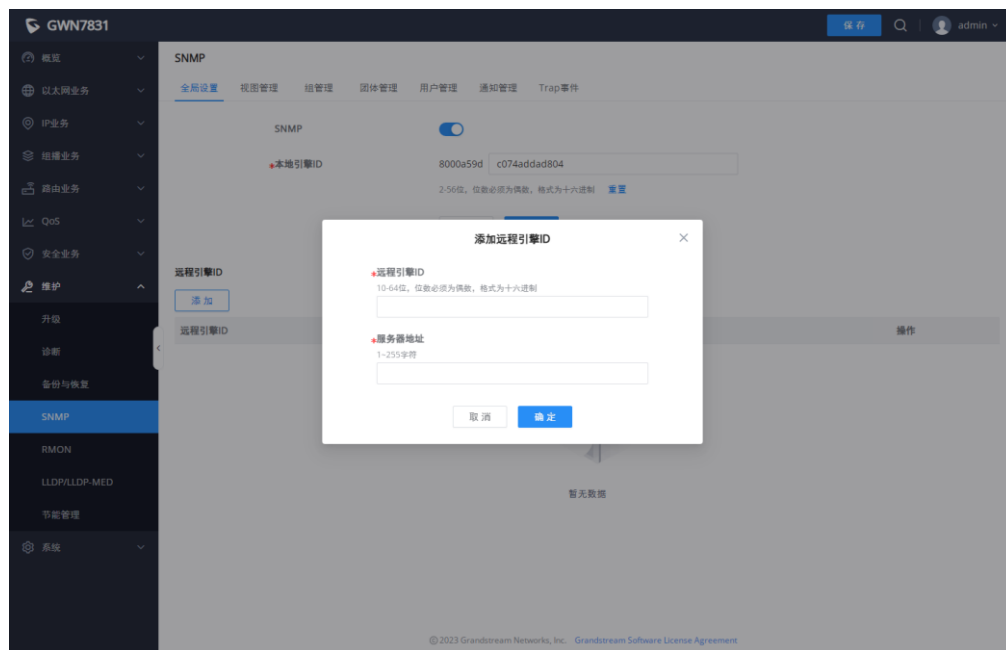 GWN7831
保存
admin
概览
以太网业务
IP业务
组播业务
路由业务
QoS
安全业务
维护
升级
诊断
备份与恢复
SNMP
RMON
LLDP/LLDP-MED
节能管理
系统
SNMP
全局设置 视图管理 组管理 团体管理 用户管理 通知管理 Trap事件
SNMP
*本地引擎ID 8000a59d c074addad804
2-56位，位数必须为偶数，格式为十六进制 重置
远程引擎ID
添加
远程引擎ID 操作
添加远程引擎ID
*远程引擎ID
10-64位，位数必须为偶数，格式为十六进制
*服务器地址
1~255字符
取消 确定
暂无数据
©2023 Grandstream Networks, Inc. Grandstream Software License Agreement